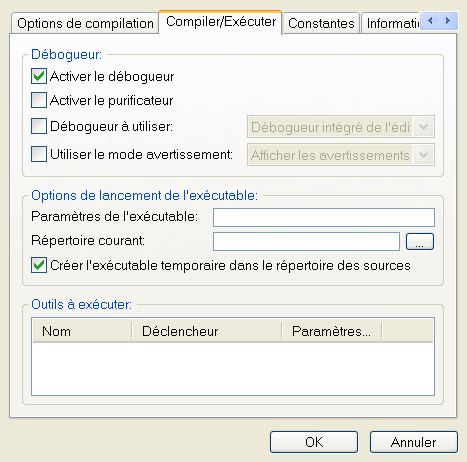 Options de compilation Compiler/Exécuter Constantes Informati
Débogueur:
Activer le débogueur
Activer le purificateur
Débogueur à utiliser: Débogueur intégré de l'édi
Utiliser le mode avertissement: Afficher les avertissements
Options de lancement de l'exécutable:
Paramètres de l'exécutable:
Répertoire courant: ...
Créer l'exécutable temporaire dans le répertoire des sources
Outils à exécuter:
Nom Déclencheur Paramètres...
OK Annuler